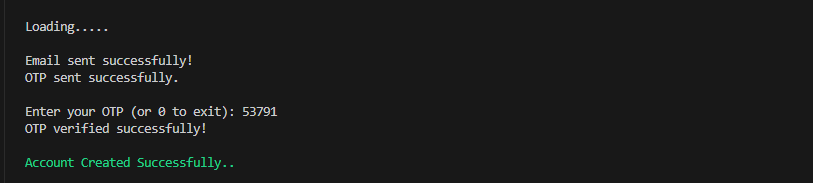 Loading.....
Email sent successfully!
OTP sent successfully.
Enter your OTP (or 0 to exit): 53791
OTP verified successfully!
Account Created Successfully..